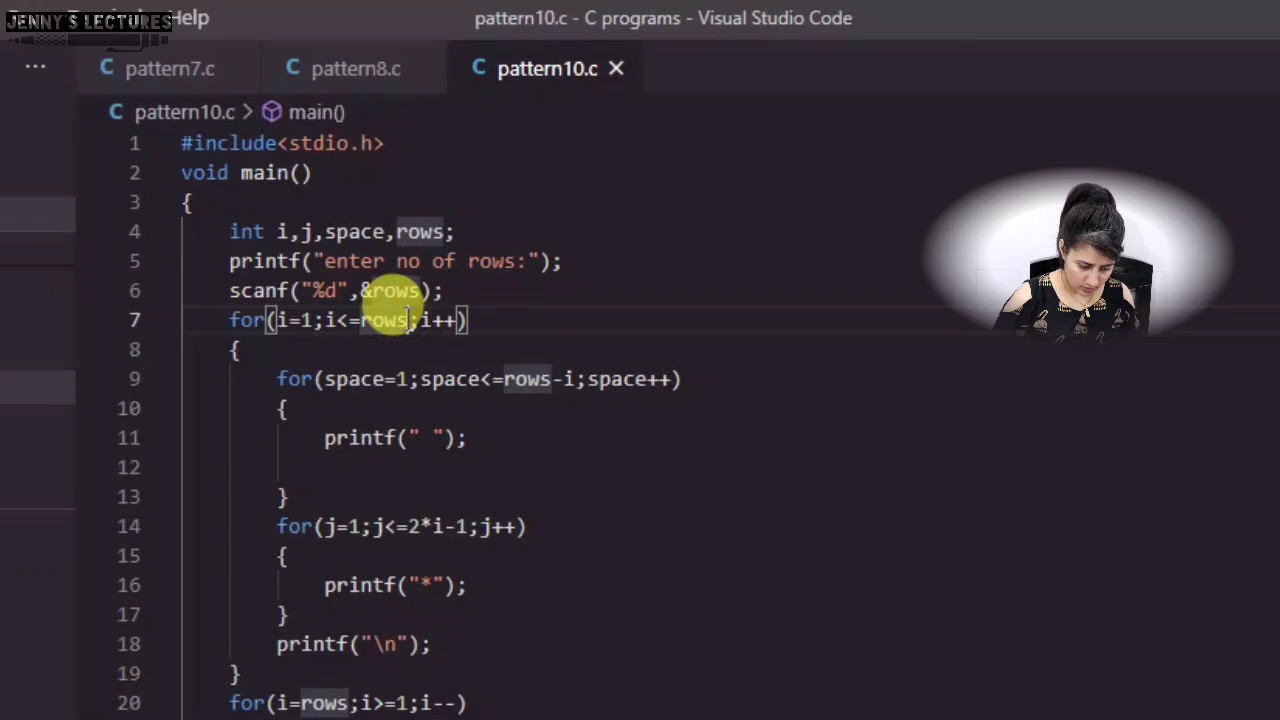 JENNY'S LECTURES
Help
pattern10.c - C programs - Visual Studio Code
pattern7.c
pattern8.c
pattern10.c
pattern10.c > main()
1 #include<stdio.h>
2 void main()
3 {
4 int i,j,space,rows;
5 printf("enter no of rows:");
6 scanf("%d",&rows);
7 for(i=1;i<=rows;i++)
8 {
9 for(space=1;space<=rows-i;space++)
10 {
11 printf(" ");
12
13 }
14 for(j=1;j<=2*i-1;j++)
15 {
16 printf("*");
17 }
18 printf("\n");
19 }
20 for(i=rows;i>=1;i--)